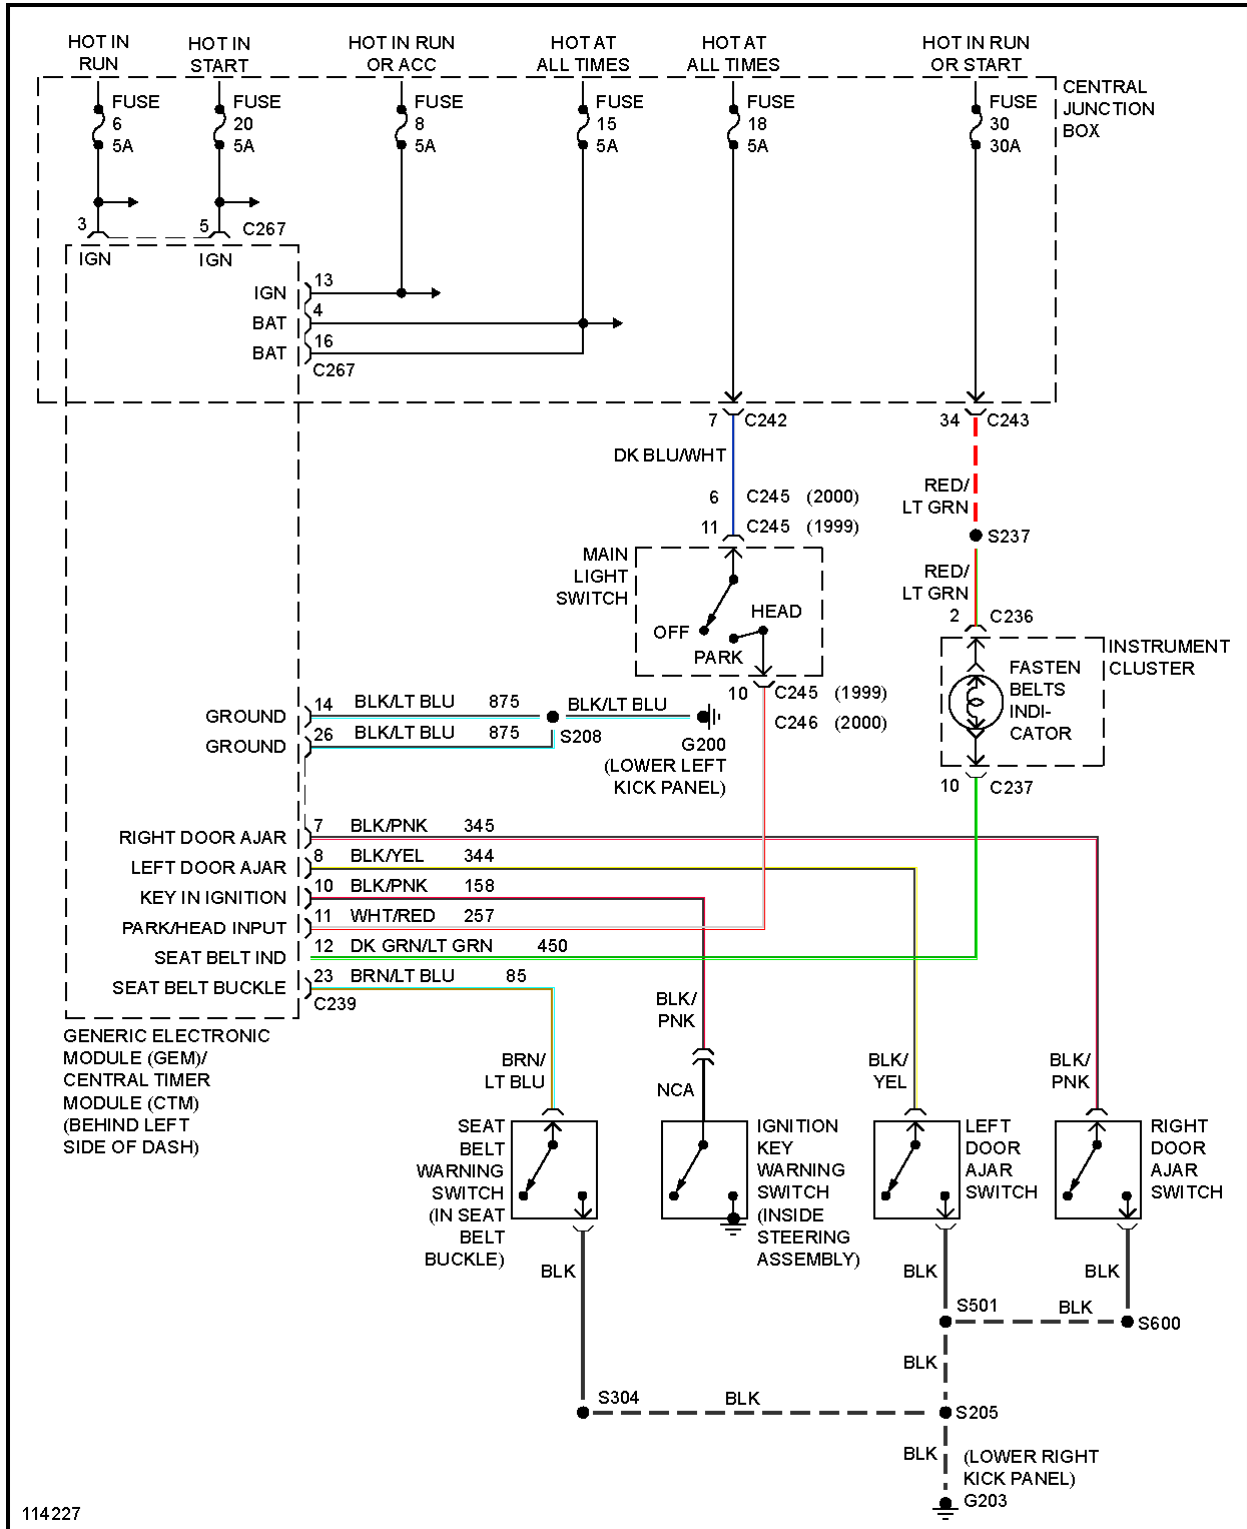 HOT IN
RUN
HOT IN
START
HOT IN RUN
OR ACC
HOT AT
ALL TIMES
HOT AT
ALL TIMES
HOT IN RUN
OR START
FUSE
6
5A
FUSE
20
5A
FUSE
8
5A
FUSE
15
5A
FUSE
18
5A
FUSE
30
30A
CENTRAL
JUNCTION
BOX
3
5
C267
IGN
IGN
IGN
13
BAT
4
BAT
16
C267
7
C242
34
C243
DK BLU/WHT
6 C245 (2000)
11 C245 (1999)
RED/
LT GRN
S237
RED/
LT GRN
2
C236
MAIN
LIGHT
SWITCH
OFF
HEAD
PARK
10
C245 (1999)
C246 (2000)
INSTRUMENT
CLUSTER
FASTEN
BELTS
INDI-
CATOR
10
C237
GROUND
14
BLK/LT BLU 875
BLK/LT BLU
GROUND
26
BLK/LT BLU 875
S208
G200
(LOWER LEFT
KICK PANEL)
RIGHT DOOR AJAR 7 BLK/PNK 345
LEFT DOOR AJAR 8 BLK/YEL 344
KEY IN IGNITION 10 BLK/PNK 158
PARK/HEAD INPUT 11 WHT/RED 257
SEAT BELT IND 12 DK GRN/LT GRN 450
SEAT BELT BUCKLE 23 BRN/LT BLU 85
C239
GENERIC ELECTRONIC
MODULE (GEM)/
CENTRAL TIMER
MODULE (CTM)
(BEHIND LEFT
SIDE OF DASH)
BRN/
LT BLU
BLK/
PNK
NCA
BLK/
YEL
BLK/
PNK
SEAT
BELT
WARNING
SWITCH
(IN SEAT
BELT
BUCKLE)
IGNITION
KEY
WARNING
SWITCH
(INSIDE
STEERING
ASSEMBLY)
LEFT
DOOR
AJAR
SWITCH
RIGHT
DOOR
AJAR
SWITCH
BLK
BLK
BLK
S501
BLK
S600
BLK
S304
BLK
S205
BLK
(LOWER RIGHT
KICK PANEL)
G203
114227